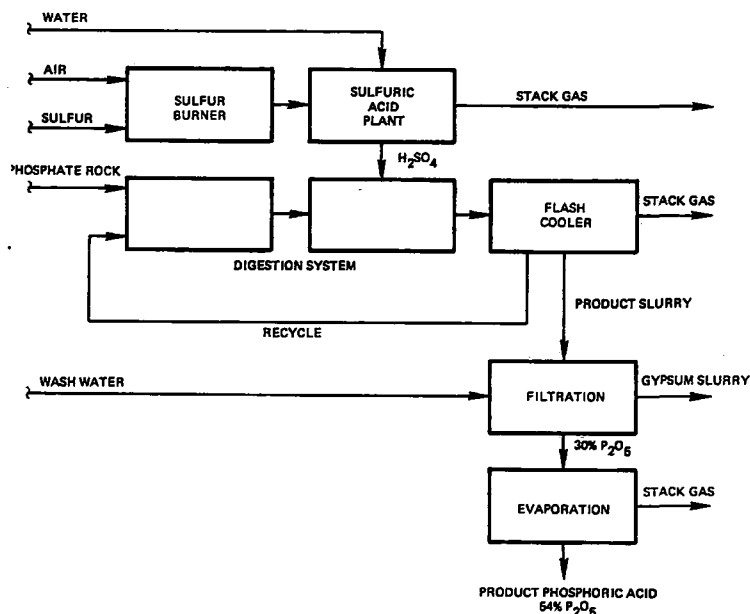 WATER
AIR
SULFUR
BURNER
SULFURIC
ACID
PLANT
STACK GAS
SULFUR
H2SO4
PHOSPHATE ROCK
FLASH
COOLER
STACK GAS
DIGESTION SYSTEM
PRODUCT SLURRY
RECYCLE
WASH WATER
FILTRATION
GYPSUM SLURRY
30% P2O5
EVAPORATION
STACK GAS
PRODUCT PHOSPHORIC ACID
54% P2O5